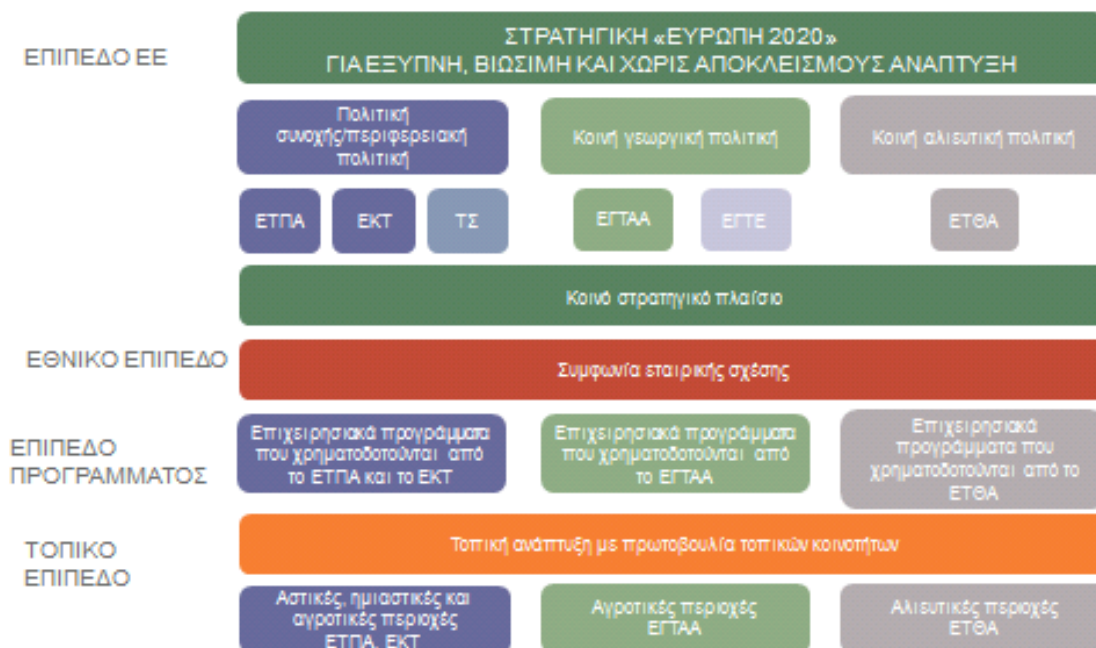 ΕΠΙΠΕΔΟ ΕΕ
ΣΤΡΑΤΗΓΙΚΗ «ΕΥΡΩΠΗ 2020»
ΓΙΑ ΕΞΥΠΝΗ, ΒΙΩΣΙΜΗ ΚΑΙ ΧΩΡΙΣ ΑΠΟΚΛΕΙΣΜΟΥΣ ΑΝΑΠΤΥΞΗ
Πολιτική
συνοχής/περιφερειακή
πολιτική
Κοινή γεωργική πολιτική
Κοινή αλιευτική πολιτική
ΕΤΠΑ
ΕΚΤ
ΤΣ
ΕΓΤΑΑ
ΕΓΤΕ
ΕΤΘΑ
Κοινό στρατηγικό πλαίσιο
ΕΘΝΙΚΟ ΕΠΙΠΕΔΟ
Συμφωνία εταιρικής σχέσης
ΕΠΙΠΕΔΟ
ΠΡΟΓΡΑΜΜΑΤΟΣ
Επιχειρησιακά προγράμματα
που χρηματοδοτούνται από
το ΕΤΠΑ και το ΕΚΤ
Επιχειρησιακά προγράμματα
που χρηματοδοτούνται από
το ΕΓΤΑΑ
Επιχειρησιακά
προγράμματα που
χρηματοδοτούνται από το
ΕΤΘΑ
ΤΟΠΙΚΟ
ΕΠΙΠΕΔΟ
Τοπική ανάπτυξη με πρωτοβουλία τοπικών κοινοτήτων
Αστικές, ημιαστικές και
αγροτικές περιοχές
ΕΤΠΑ, ΕΚΤ
Αγροτικές περιοχές
ΕΓΤΑΑ
Αλιευτικές περιοχές
ΕΤΘΑ